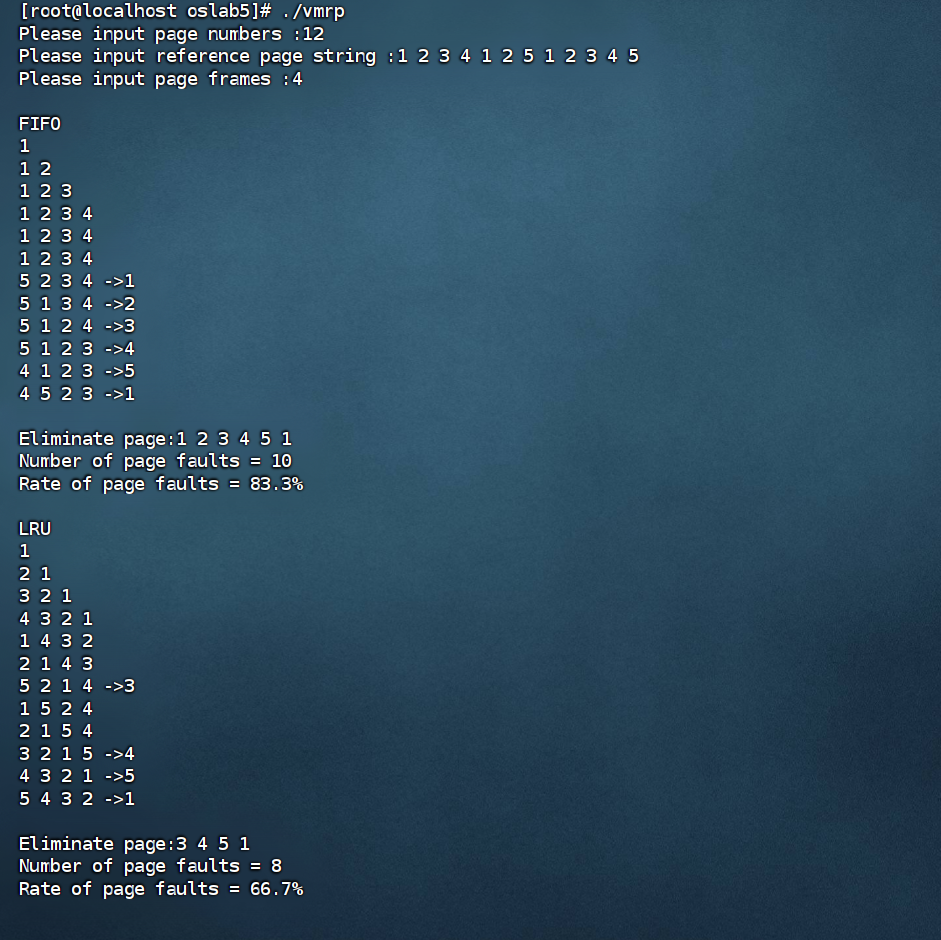 [root@localhost oslab5]# ./vmrp
Please input page numbers :12
Please input reference page string :1 2 3 4 1 2 5 1 2 3 4 5
Please input page frames :4
FIFO
1
1 2
1 2 3
1 2 3 4
1 2 3 4
1 2 3 4
5 2 3 4 ->1
5 1 3 4 ->2
5 1 2 4 ->3
5 1 2 3 ->4
4 1 2 3 ->5
4 5 2 3 ->1
Eliminate page:1 2 3 4 5 1
Number of page faults = 10
Rate of page faults = 83.3%
LRU
1
2 1
3 2 1
4 3 2 1
1 4 3 2
2 1 4 3
5 2 1 4 ->3
1 5 2 4
2 1 5 4
3 2 1 5 ->4
4 3 2 1 ->5
5 4 3 2 ->1
Eliminate page:3 4 5 1
Number of page faults = 8
Rate of page faults = 66.7%